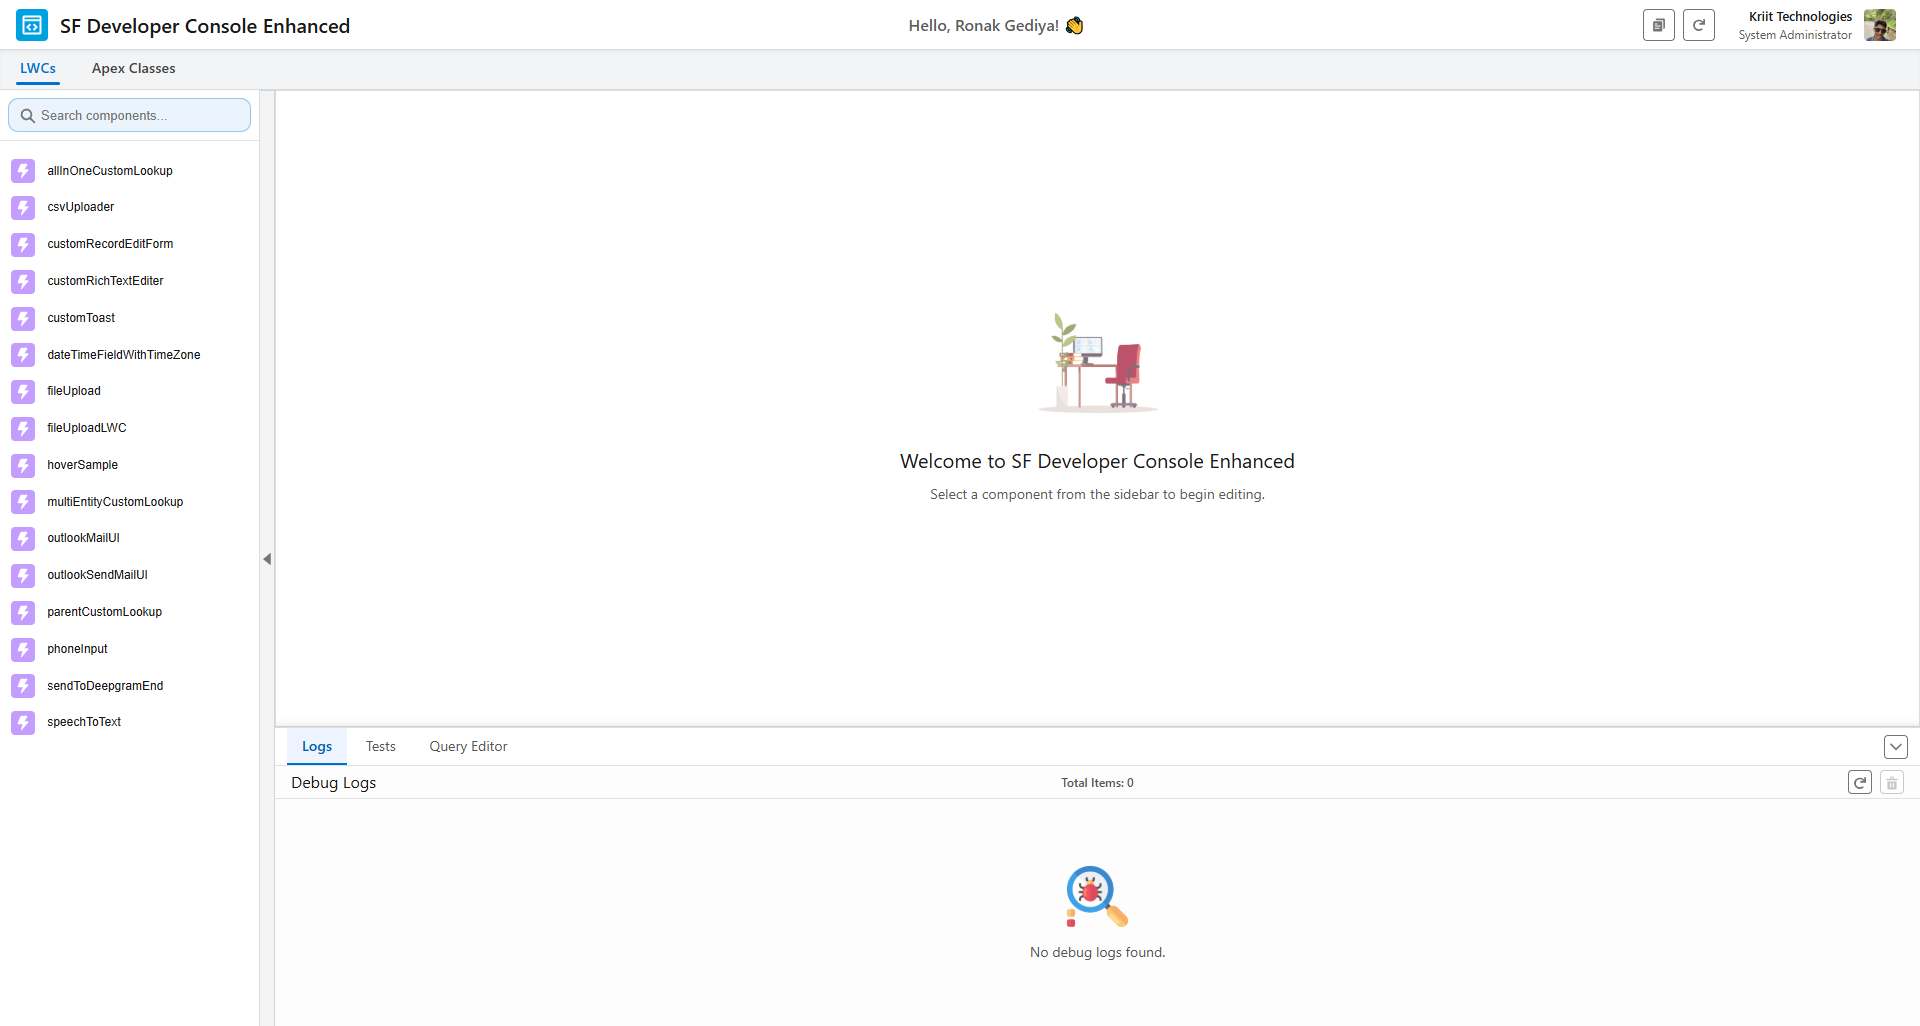 SF Developer Console Enhanced
Hello, Ronak Gediya! 👋
Kriit Technologies
System Administrator
LWCs
Apex Classes
Search components...
allInOneCustomLookup
csvUploader
customRecordEditForm
customRichTextEditer
customToast
dateTimeFieldWithTimeZone
fileUpload
fileUploadLWC
hoverSample
multiEntityCustomLookup
outlookMailUI
outlookSendMailUI
parentCustomLookup
phoneInput
sendToDeepgramEnd
speechToText
Welcome to SF Developer Console Enhanced
Select a component from the sidebar to begin editing.
Logs
Tests
Query Editor
Debug Logs
Total Items: 0
No debug logs found.